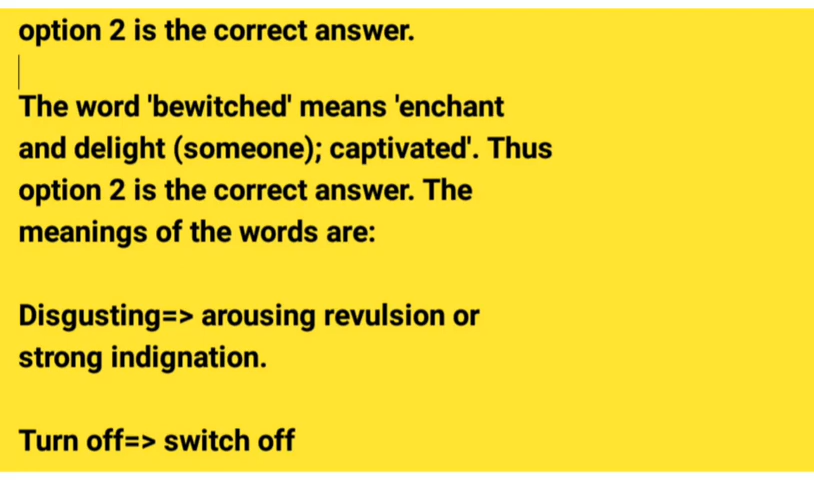 option 2 is the correct answer.
The word 'bewitched' means 'enchant
and delight (someone); captivated'. Thus
option 2 is the correct answer. The
meanings of the words are:
Disgusting=> arousing revulsion or
strong indignation.
Turn off=> switch off